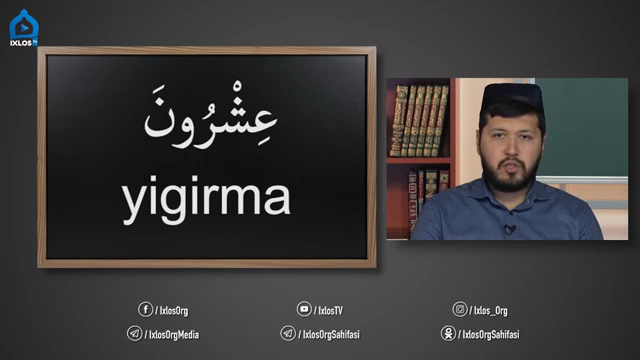 IXLOS TV
عِشْرُونَ
yigirma
/ IxlosOrg
/ IxlosTV
/ Ixlos_Org
/ IxlosOrgMedia
/ IxlosOrgSahifasi
/ IxlosOrgSahifasi